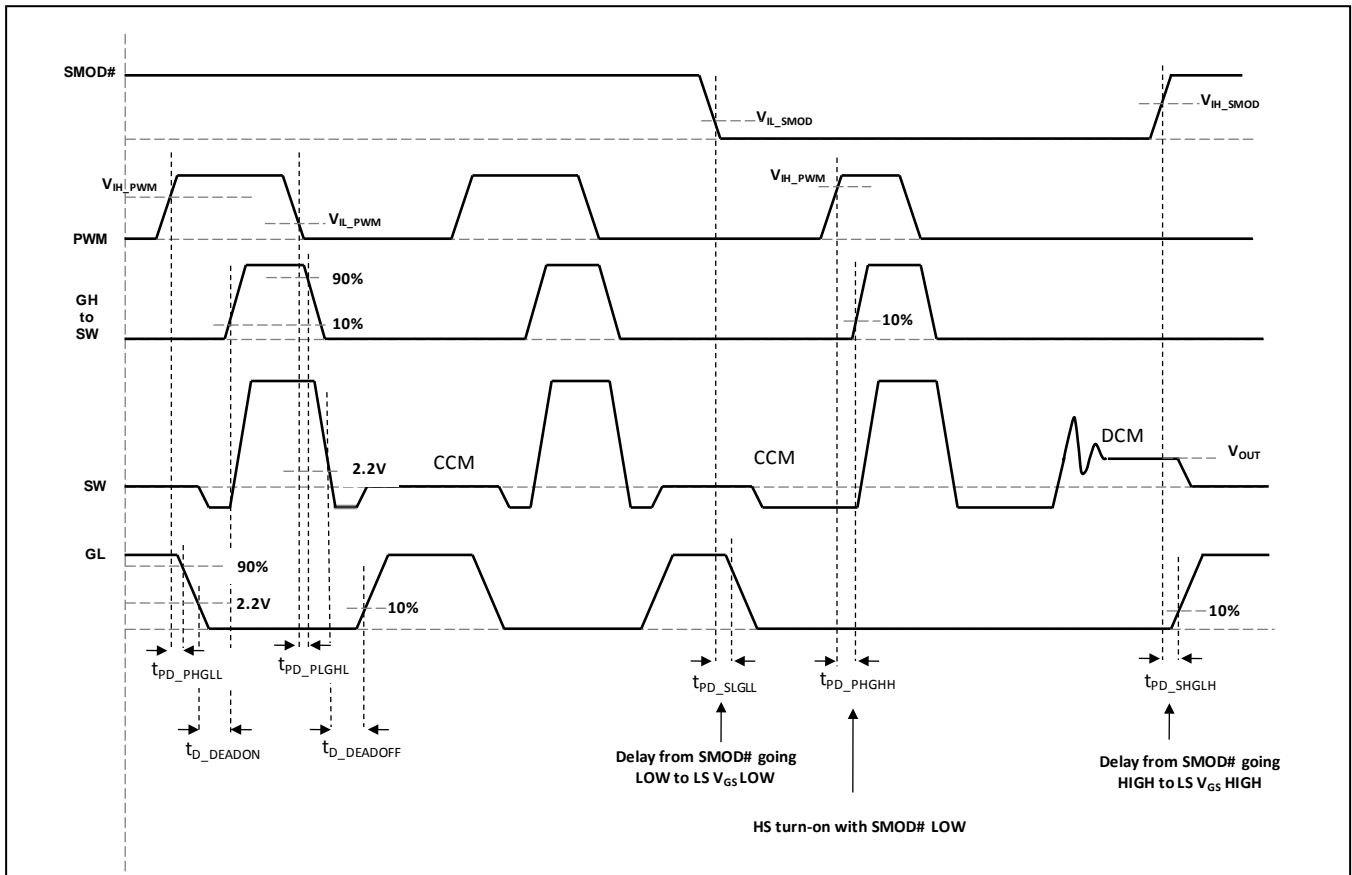 SMOD#
V_IL_SMOD
V_IH_SMOD
V_IH_PWM
V_IL_PWM
V_IH_PWM
PWM
GH
to
SW
90%
10%
10%
SW
2.2V
CCM
CCM
DCM
V_OUT
GL
90%
2.2V
10%
10%
t_PD_PHGLL
t_PD_PLGHL
t_PD_SLGLL
t_PD_PHGHH
t_PD_SHGLH
t_D_DEADON
t_D_DEADOFF
Delay from SMOD# going
LOW to LS V_GS LOW
HS turn-on with SMOD# LOW
Delay from SMOD# going
HIGH to LS V_GS HIGH